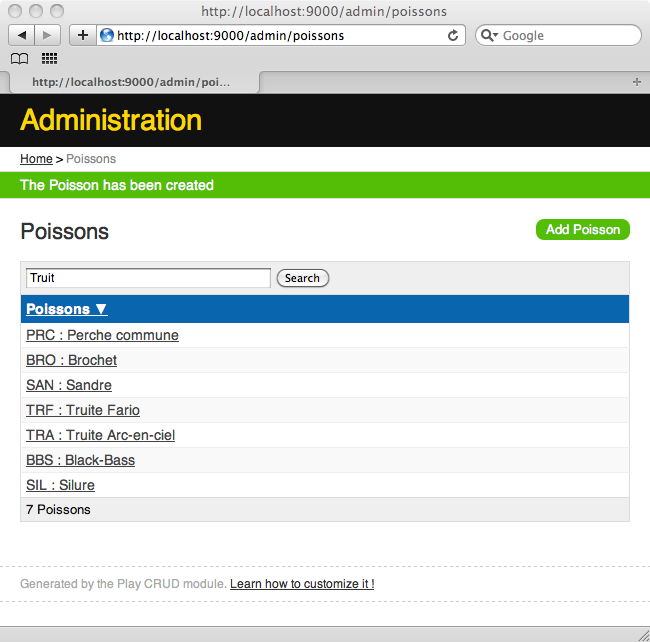 http://localhost:9000/admin/poissons
http://localhost:9000/admin/poissons
Google
http://localhost:9000/admin/poi...
Administration
Home > Poissons
The Poisson has been created
Poissons
Add Poisson
Truit
Search
Poissons ▼
PRC : Perche commune
BRO : Brochet
SAN : Sandre
TRF : Truite Fario
TRA : Truite Arc-en-ciel
BBS : Black-Bass
SIL : Silure
7 Poissons
Generated by the Play CRUD module. Learn how to customize it !